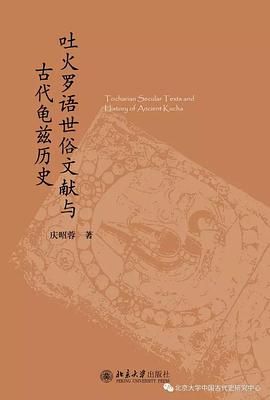 吐火罗语世俗文献与
古代龟兹历史
Tocharian Secular Texts and
History of Ancient Kucha
庆昭蓉 著
北京大学出版社
PEKING UNIVERSITY PRESS
北京大学中国古代史研究中心